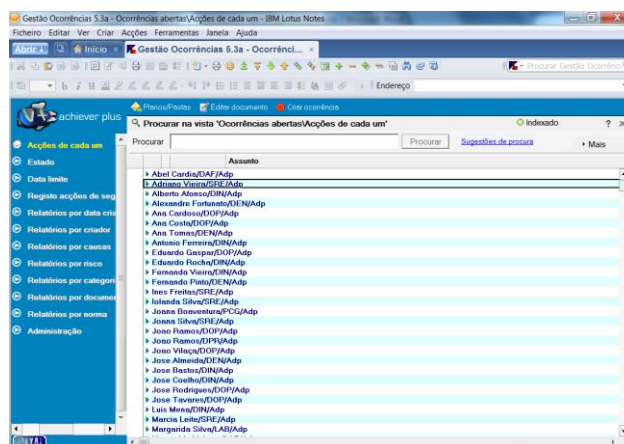 Gestão Ocorrências 5.3a - Ocorrências abertas\Acções de cada um - IBM Lotus Notes
Ficheiro Editar Ver Criar Acções Ferramentas Janela Ajuda
Abrir Início Gestão Ocorrências 5.3a - Ocorrênci...
Procurar Gestão Ocorrênc
Endereço
achiever plus
Planos/Pastas Editar documento Criar ocorrência
Procurar na vista 'Ocorrências abertas\Acções de cada um' Indexado
Procurar Procurar Sugestões de procura Mais
Acções de cada um
Estado
Data limite
Registo acções de seg
Relatórios por data cria
Relatórios por criador
Relatórios por causas
Relatórios por risco
Relatórios por categori
Relatórios por documen
Relatórios por norma
Administração
Assunto
Abel Cardia/DAF/Adp
Adriano Vieira/SRE/Adp
Alberto Afonso/DIN/Adp
Alexandre Fortunato/DEN/Adp
Ana Cardoso/DOP/Adp
Ana Costa/DOP/Adp
Ana Tomas/DEN/Adp
Antonio Ferreira/DIN/Adp
Eduardo Gaspar/DOP/Adp
Eduardo Rocha/DIN/Adp
Fernanda Vieira/DIN/Adp
Fernando Pinto/DEN/Adp
Ines Freitas/SRE/Adp
Iolanda Silva/SRE/Adp
Joana Boaventura/PCG/Adp
Joana Silva/SRE/Adp
Joao Ramos/DOP/Adp
Joao Ramos/DPR/Adp
Joao Vilaça/DOP/Adp
Jose Almeida/DEN/Adp
Jose Bastos/DIN/Adp
Jose Coelho/DIN/Adp
Jose Rodrigues/DOP/Adp
Jose Tavares/DOP/Adp
Luis Mena/DIN/Adp
Marcia Leite/SRE/Adp
Margarida Silva/LAB/Adp